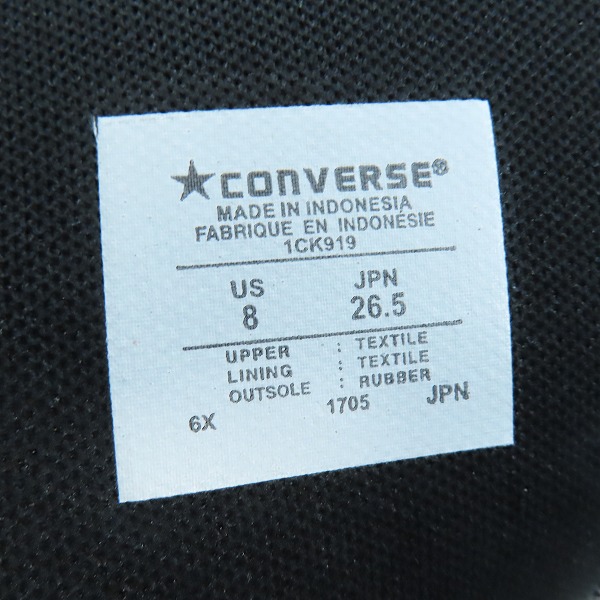 ★CONVERSE®
MADE IN INDONESIA
FABRIQUE EN INDONÉSIE
1CK919
US JPN
8 26.5
UPPER : TEXTILE
LINING : TEXTILE
OUTSOLE : RUBBER
6X 1705 JPN